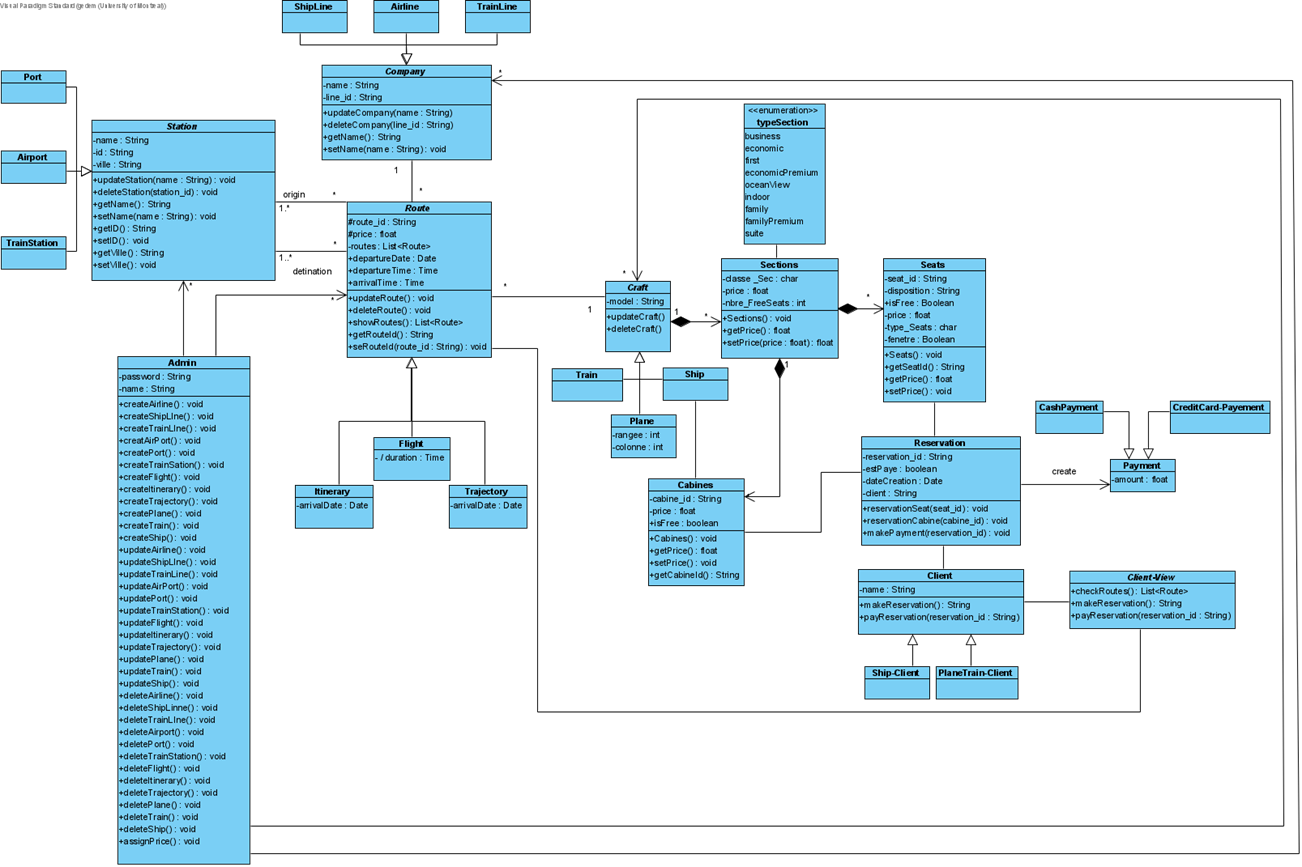 Visual Paradigm Standard(gedem (University of Montreal))
ShipLine
Airline
TrainLine
Company
-name : String
-line_id : String
+updateCompany(name : String)
+deleteCompany(line_id : String)
+getName() : String
+setName(name : String) : void
*
1
*
Port
Airport
TrainStation
Station
-name : String
-id : String
-ville : String
+updateStation(name : String) : void
+deleteStation(station_id) : void
+getName() : String
+setName(name : String) : void
+getID() : String
+setID() : void
+getVille() : String
+setVille() : void
origin
*
1..*
*
1..*
detination
*
*
Route
#route_id : String
#price : float
-routes : List<Route>
+departureDate : Date
+departureTime : Time
+arrivalTime : Time
+updateRoute() : void
+deleteRoute() : void
+showRoutes() : List<Route>
+getRouteId() : String
+seRouteId(route_id : String) : void
*
1
<<enumeration>>
typeSection
business
economic
first
economicPremium
oceanView
indoor
family
familyPremium
suite
*
Craft
-model : String
+updateCraft()
+deleteCraft()
1
*
Sections
-classe _Sec : char
-price : float
-nbre_FreeSeats : int
+Sections() : void
+getPrice() : float
+setPrice(price : float) : float
*
1
Seats
-seat_id : String
-disposition : String
+isFree : Boolean
-price : float
-type_Seats : char
-fenetre : Boolean
+Seats() : void
+getSeatId() : String
+getPrice() : float
+setPrice() : void
Train
Ship
Plane
-rangee : int
-colonne : int
Flight
- / duration : Time
Itinerary
-arrivalDate : Date
Trajectory
-arrivalDate : Date
Cabines
-cabine_id : String
-price : float
+isFree : boolean
+Cabines() : void
+getPrice() : float
+setPrice() : void
+getCabineId() : String
CashPayment
CreditCard-Payement
Payment
-amount : float
create
Reservation
-reservation_id : String
-estPaye : boolean
-dateCreation : Date
-client : String
+reservationSeat(seat_id) : void
+reservationCabine(cabine_id) : void
+makePayment(reservation_id) : void
Client
-name : String
+makeReservation() : String
+payReservation(reservation_id : String)
Client-View
+checkRoutes() : List<Route>
+makeReservation() : String
+payReservation(reservation_id : String)
Ship-Client
PlaneTrain-Client
Admin
-password : String
-name : String
+createAirline() : void
+createShipLIne() : void
+createTrainLIne() : void
+creatAirPort() : void
+createPort() : void
+createTrainSation() : void
+createFlight() : void
+createItinerary() : void
+createTrajectory() : void
+createPlane() : void
+createTrain() : void
+createShip() : void
+updateAirline() : void
+updateShipLIne() : void
+updateTrainLine() : void
+updateAirPort() : void
+updatePort() : void
+updateTrainStation() : void
+updateFlight() : void
+updateItinerary() : void
+updateTrajectory() : void
+updatePlane() : void
+updateTrain() : void
+updateShip() : void
+deleteAirline() : void
+deleteShipLinne() : void
+deleteTrainLIne() : void
+deleteAirport() : void
+deletePort() : void
+deleteTrainStation() : void
+deleteFlight() : void
+deleteItinerary() : void
+deleteTrajectory() : void
+deletePlane() : void
+deleteTrain() : void
+deleteShip() : void
+assignPrice() : void